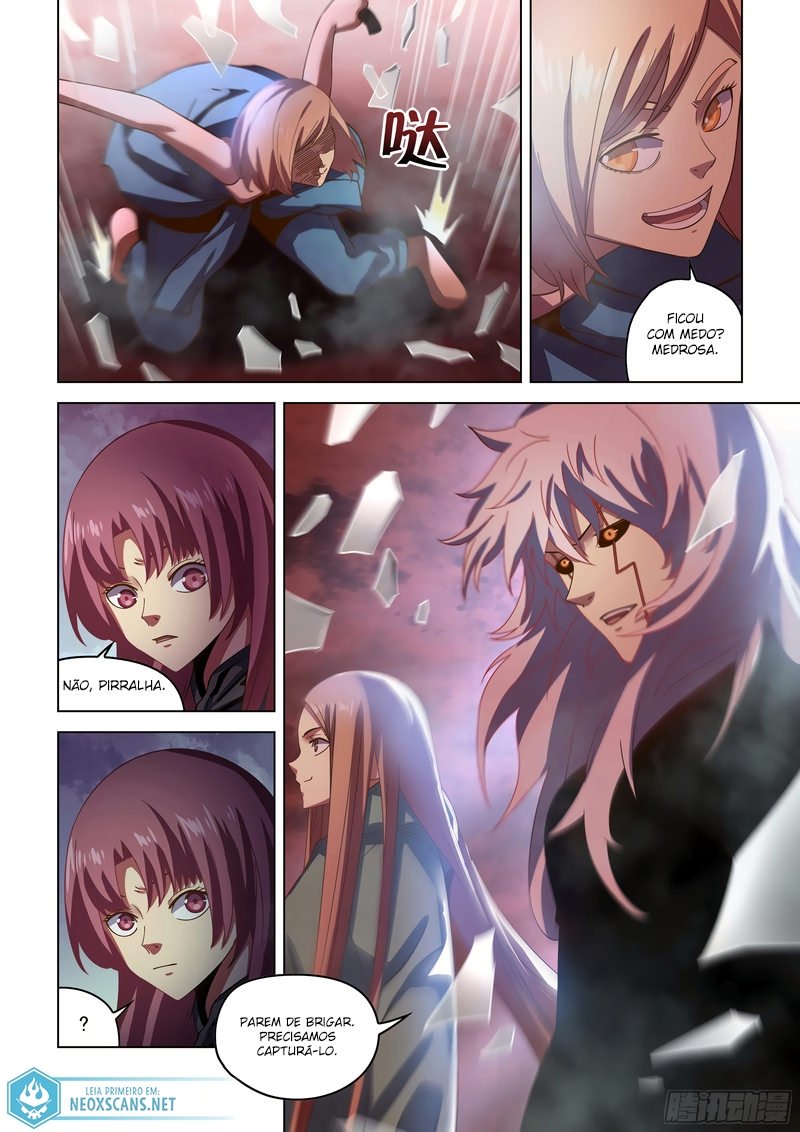 哒
FICOU
COM MEDO?
MEDROSA.
NÃO, PIRRALHA.
?
PAREM DE BRIGAR.
PRECISAMOS
CAPTURÁ-LO.
LEIA PRIMEIRO EM:
NEOXSCANS.NET
腾讯动漫